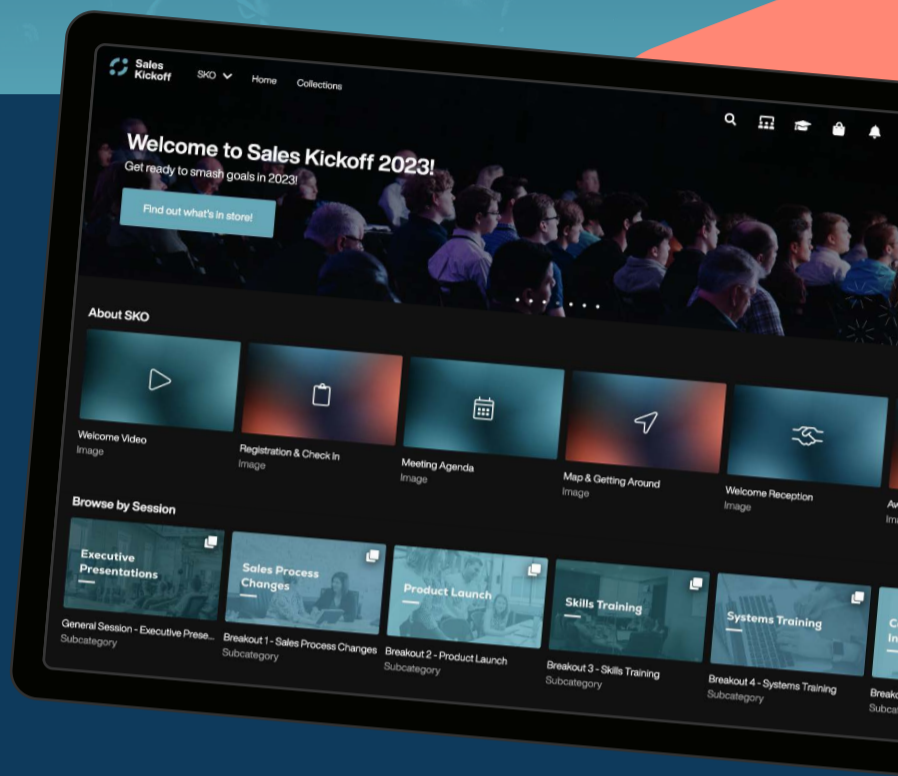 Sales
Kickoff
SKO
Home
Collections
Welcome to Sales Kickoff 2023!
Get ready to smash goals in 2023!
Find out what's in store!
About SKO
Welcome Video
Image
Registration & Check In
Image
Meeting Agenda
Image
Map & Getting Around
Image
Welcome Reception
Image
Browse by Session
Executive
Presentations
General Session - Executive Prese...
Subcategory
Sales Process
Changes
Breakout 1 - Sales Process Changes
Subcategory
Product Launch
Breakout 2 - Product Launch
Subcategory
Skills Training
Breakout 3 - Skills Training
Subcategory
Systems Training
Breakout 4 - Systems Training
Subcategory